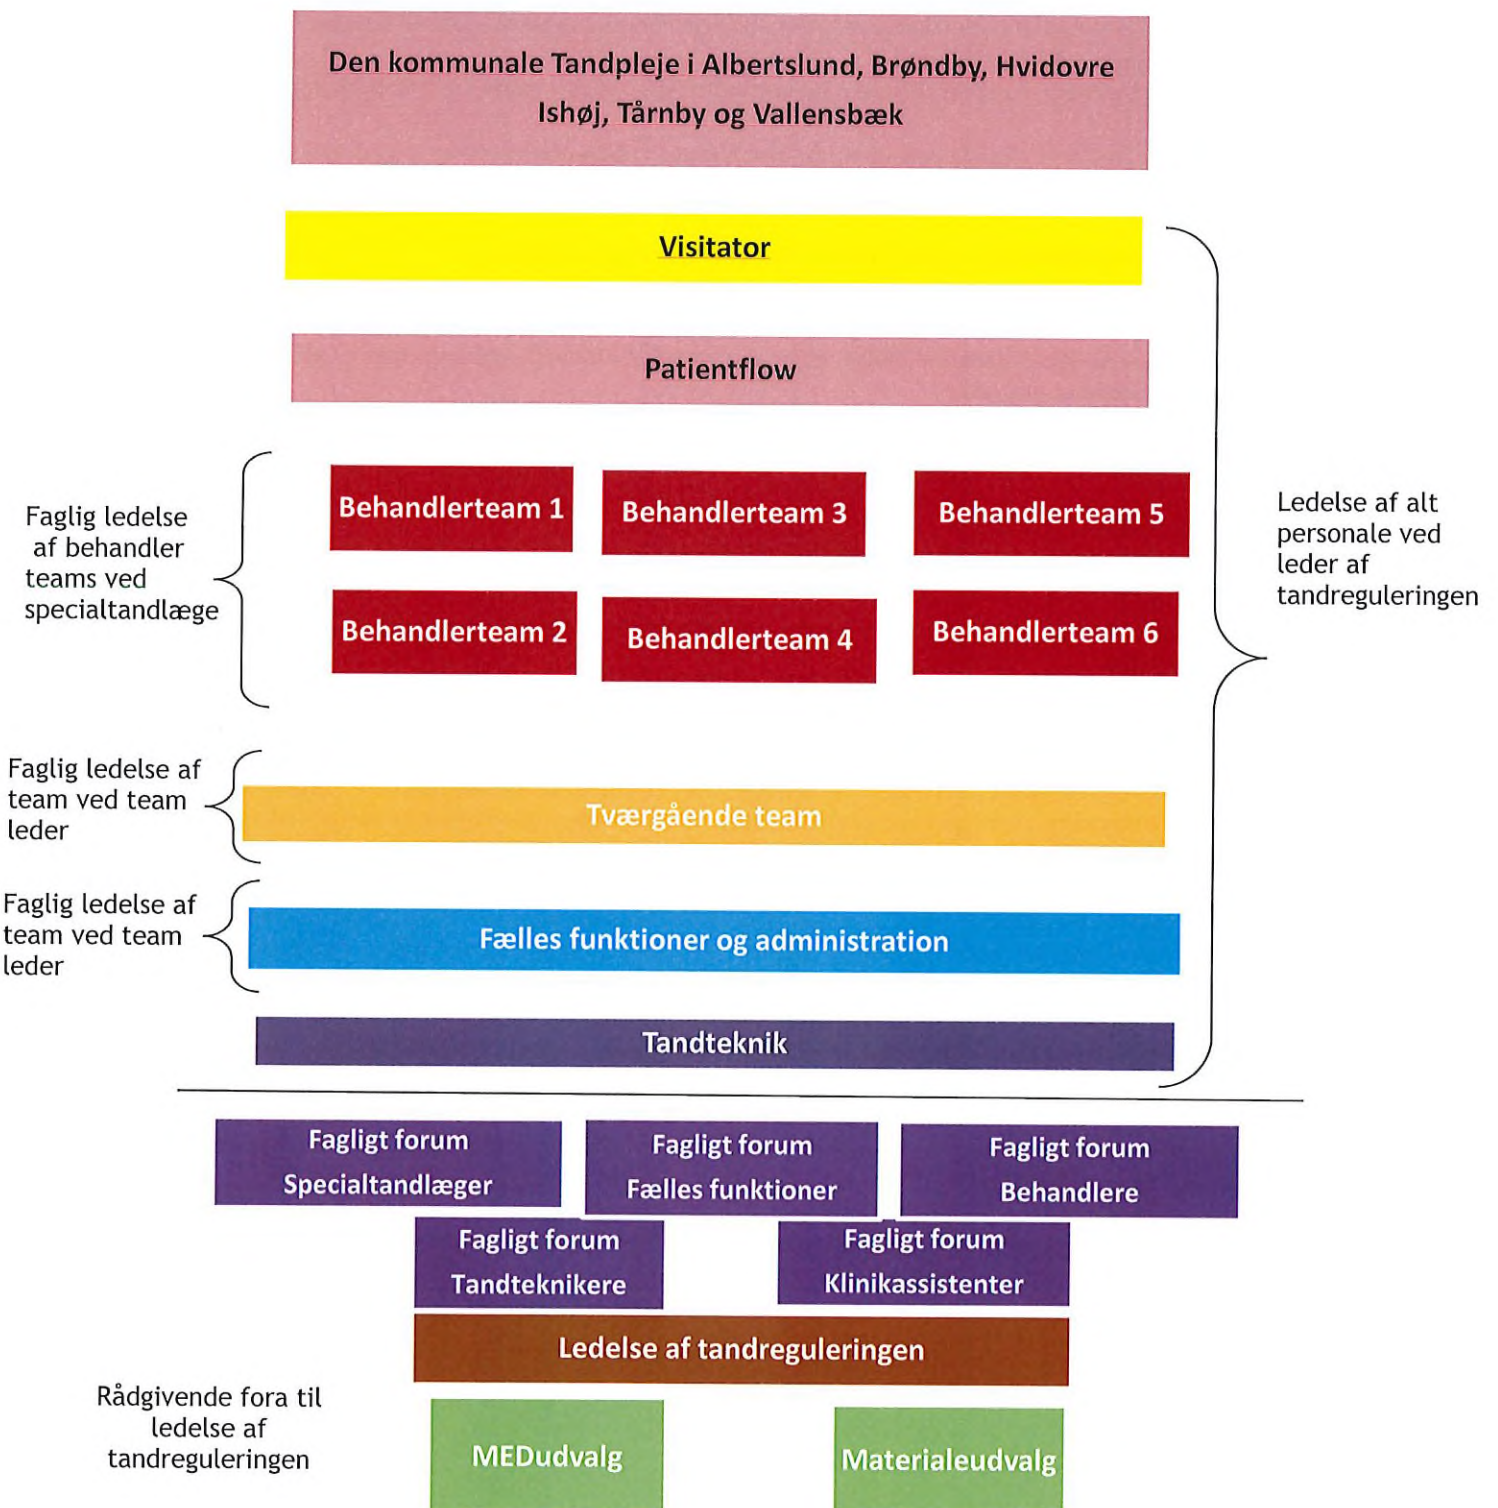 Den kommunale Tandpleje i Albertslund, Brøndby, Hvidovre
Ishøj, Tårnby og Vallensbæk
Visitator
Patientflow
Faglig ledelse
af behandler
teams ved
specialtandlæge
Behandlerteam 1
Behandlerteam 3
Behandlerteam 5
Behandlerteam 2
Behandlerteam 4
Behandlerteam 6
Ledelse af alt
personale ved
leder af
tandreguleringen
Faglig ledelse af
team ved team
leder
Tværgående team
Faglig ledelse af
team ved team
leder
Fælles funktioner og administration
Tandteknik
Fagligt forum
Specialtandlæger
Fagligt forum
Fælles funktioner
Fagligt forum
Behandlere
Fagligt forum
Tandteknikere
Fagligt forum
Klinikassistenter
Ledelse af tandreguleringen
Rådgivende fora til
ledelse af
tandreguleringen
MEDudvalg
Materialeudvalg